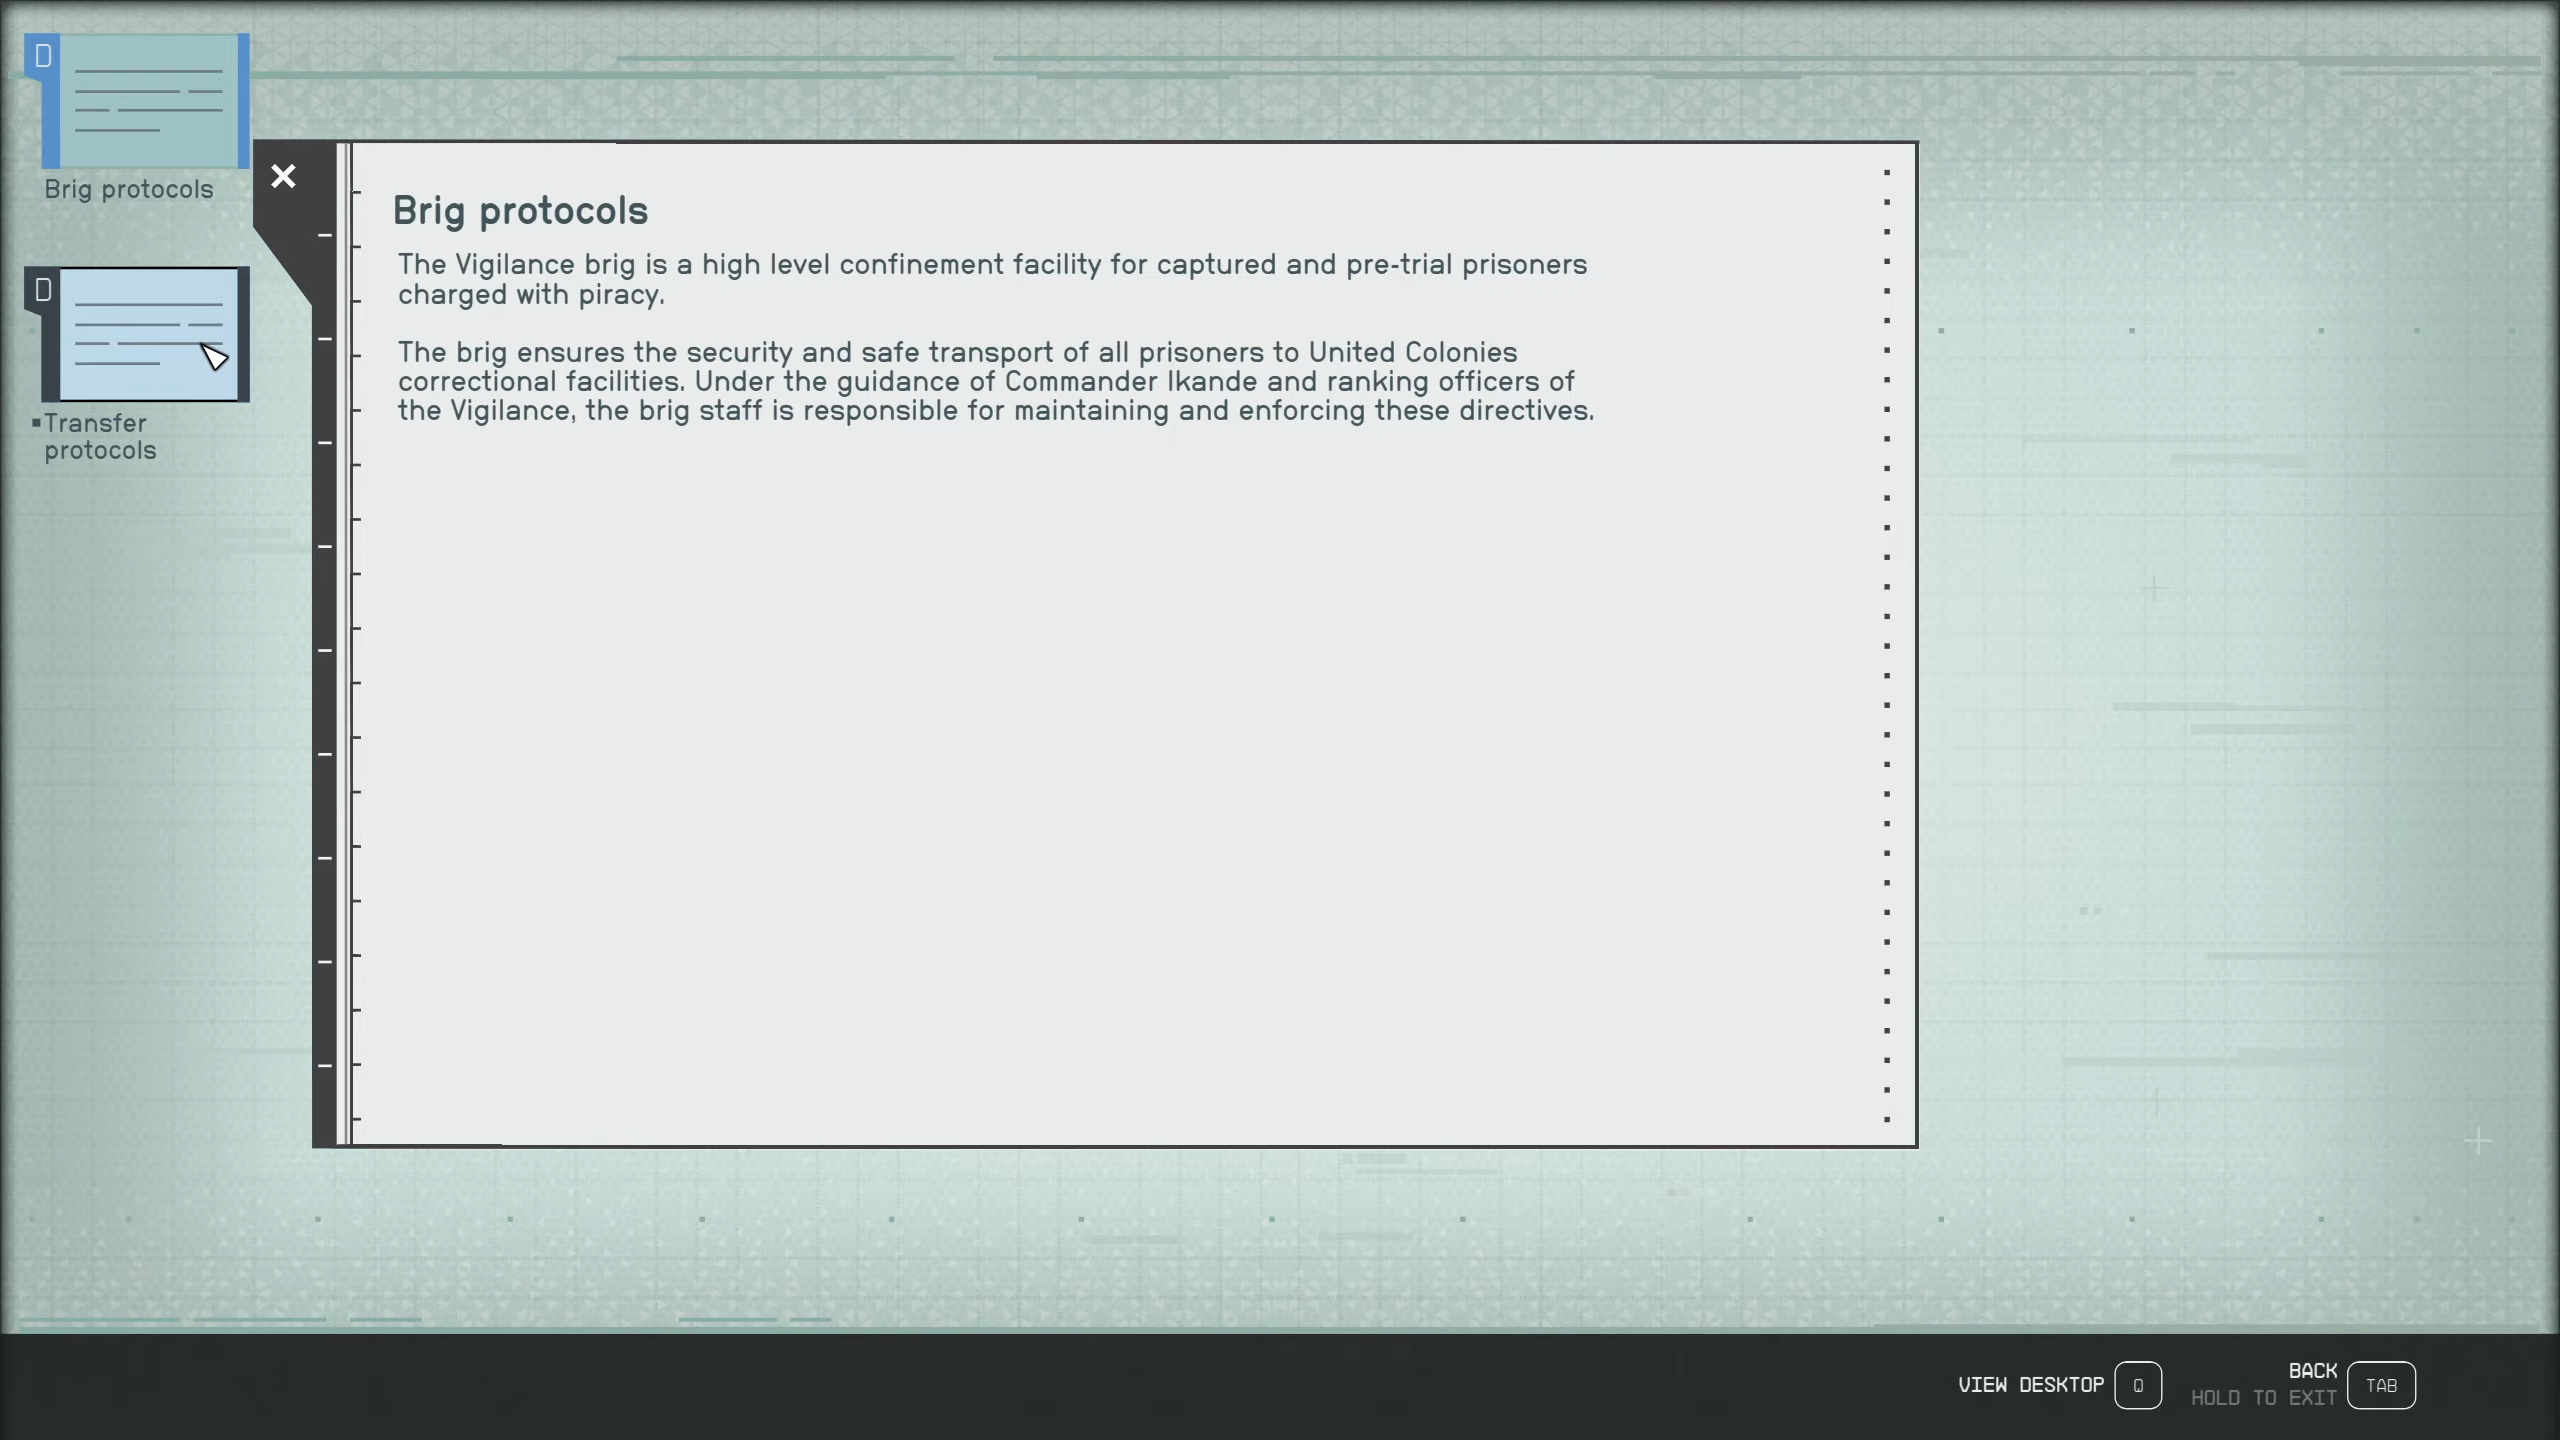 D
Brig protocols
D
Transfer
protocols
Brig protocols
The Vigilance brig is a high level confinement facility for captured and pre-trial prisoners
charged with piracy.
The brig ensures the security and safe transport of all prisoners to United Colonies
correctional facilities. Under the guidance of Commander Ikande and ranking officers of
the Vigilance, the brig staff is responsible for maintaining and enforcing these directives.
VIEW DESKTOP Q
BACK
HOLD TO EXIT TAB